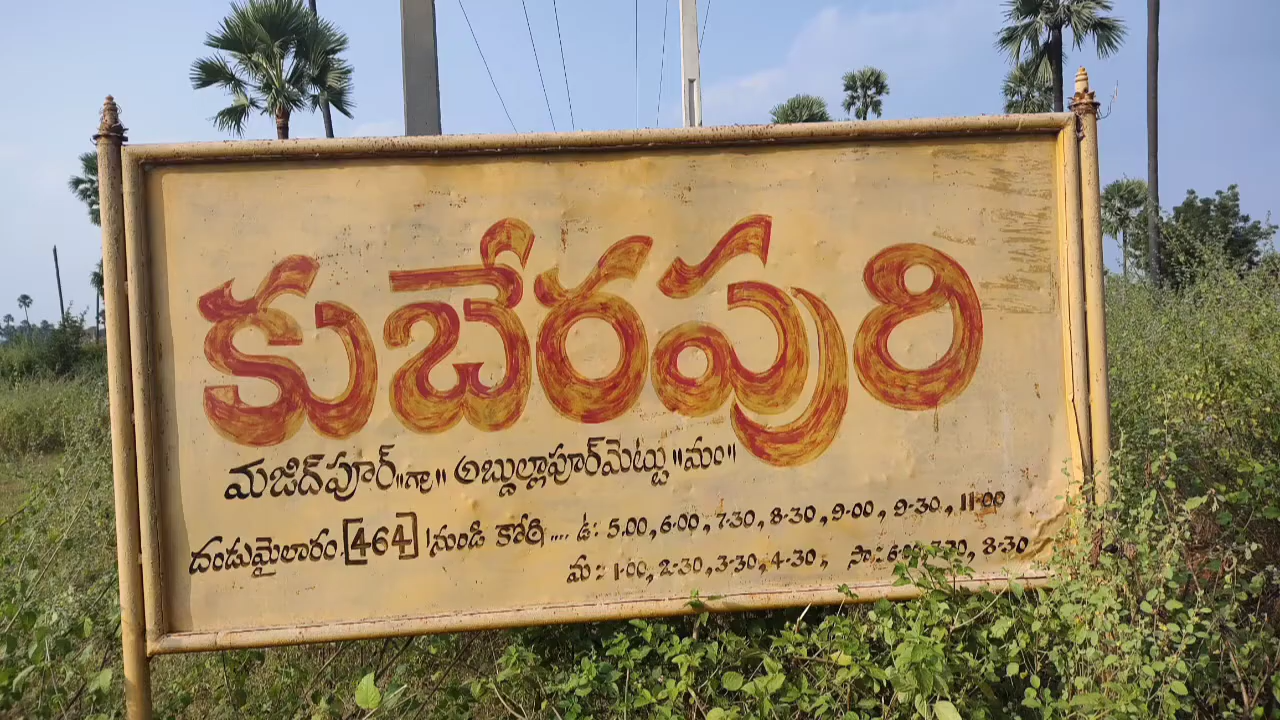 కుబేరపురి
మజిద్‌పూర్ "గ్రా" అబ్దుల్లాపూర్‌మెట్టు "మం"
దండుమైలారం [464] నుండి కోఠి .... ఉ: 5.00, 6-00, 7-30, 8-30, 9-00, 9-30, 11-00
మ: 1-00, 2-30, 3-30, 4-30, సా: 6-00, 7-30, 8-30